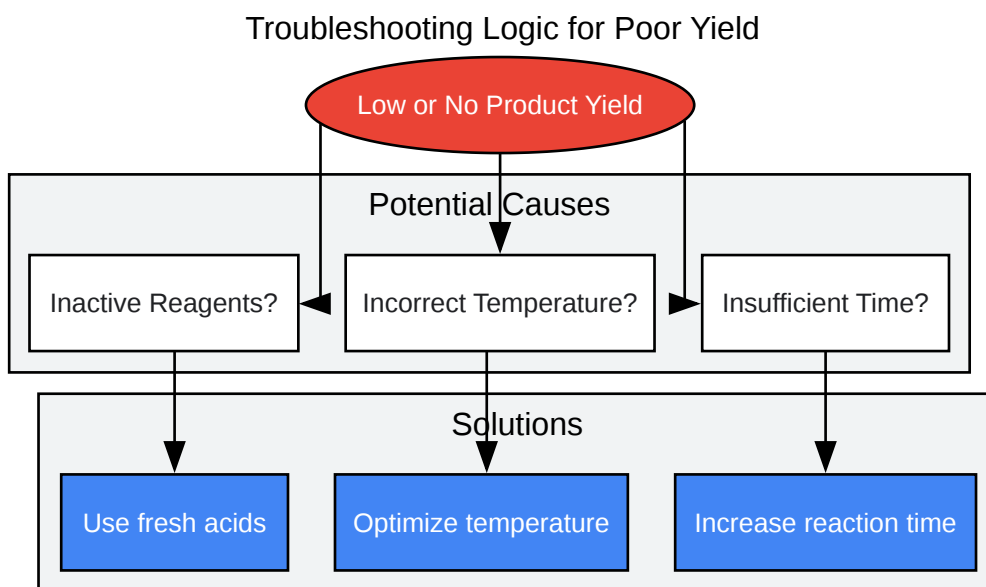 Troubleshooting Logic for Poor Yield
Low or No Product Yield
Potential Causes
Inactive Reagents?
Incorrect Temperature?
Insufficient Time?
Solutions
Use fresh acids
Optimize temperature
Increase reaction time